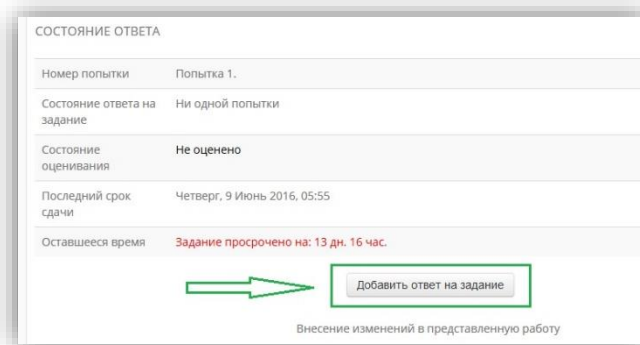 СОСТОЯНИЕ ОТВЕТА
Номер попытки Попытка 1.
Состояние ответа на Ни одной попытки
задание
Состояние Не оценено
оценивания
Последний срок Четверг, 9 Июнь 2016, 05:55
сдачи
Оставшееся время Задание просрочено на: 13 дн. 16 час.
Добавить ответ на задание
Внесение изменений в представленную работу